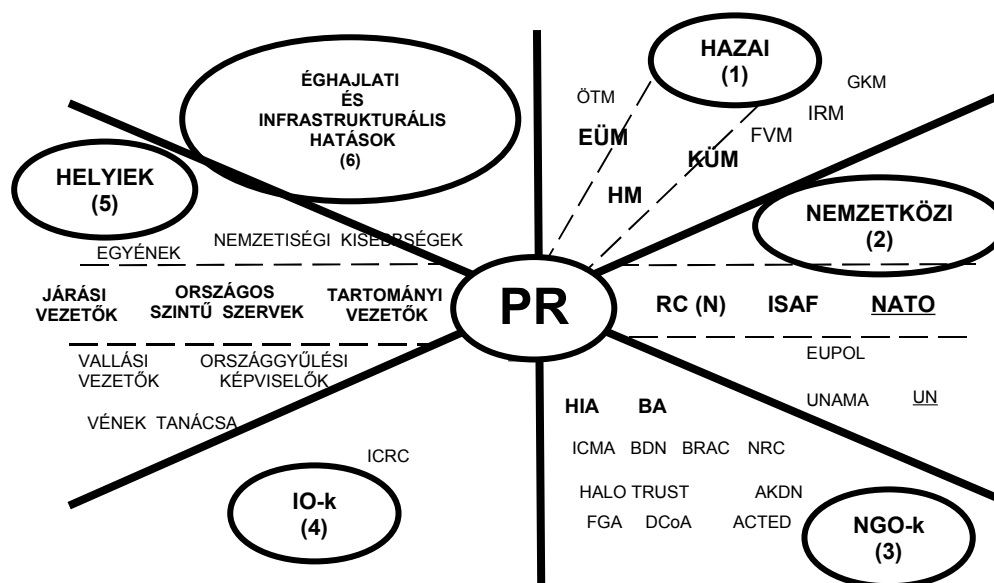 HAZAI
(1)
ÖTM
GKM
IRM
EÜM
FVM
KÜM
HM
ÉGHAJLATI
ÉS
INFRASTRUKTURÁLIS
HATÁSOK
(6)
HELYIEK
(5)
EGYÉNEK
NEMZETISÉGI KISEBBSÉGEK
JÁRÁSI
VEZETŐK
ORSZÁGOS
SZINTŰ SZERVEK
TARTOMÁNYI
VEZETŐK
VALLÁSI
VEZETŐK
ORSZÁGGYŰLÉSI
KÉPVISELŐK
VÉNEK TANÁCSA
PR
NEMZETKÖZI
(2)
RC (N) ISAF NATO
EUPOL
UNAMA UN
ICRC
IO-k
(4)
HIA BA
ICMA BDN BRAC NRC
HALO TRUST AKDN
FGA DCoA ACTED
NGO-k
(3)